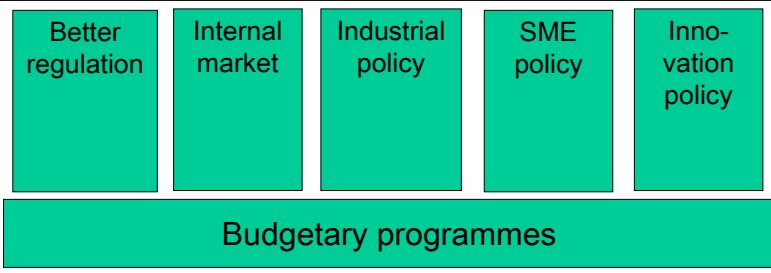 Better
regulation
Internal
market
Industrial
policy
SME
policy
Inno-
vation
policy
Budgetary programmes